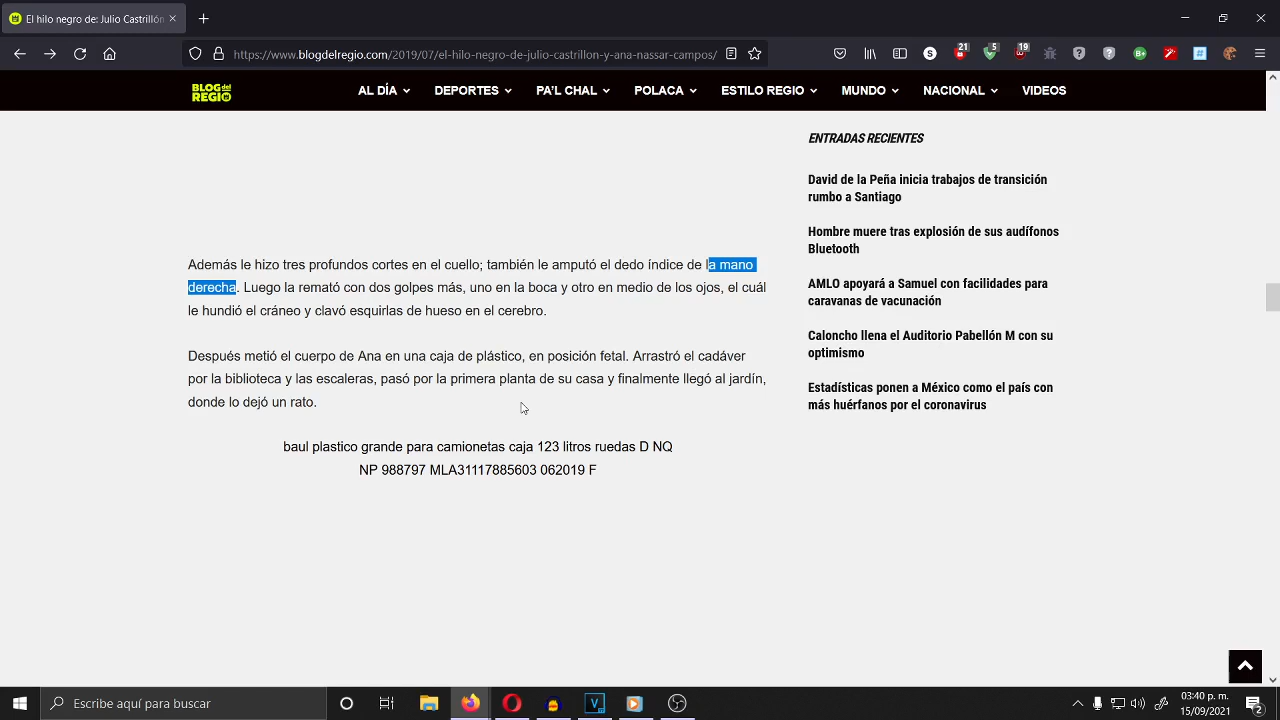 El hilo negro de Julio Castrillón
https://www.blogdelregio.com/2019/07/el-hilo-negro-de-julio-castrillon-y-ana-nassar-campos/
21
5
19
BLOG del
REGIO
AL DÍA
DEPORTES
PA'L CHAL
FOLACA
ESTILO REGIO
MUNDO
NACIONAL
VIDEOS
Además le hizo tres profundos cortes en el cuello; también le amputó el dedo índice de la mano
derecha. Luego la remató con dos golpes más, uno en la boca y otro en medio de los ojos, el cuál
le hundió el cráneo y clavó esquirlas de hueso en el cerebro.
Después metió el cuerpo de Ana en una caja de plástico, en posición fetal. Arrastró el cadáver
por la biblioteca y las escaleras, pasó por la primera planta de su casa y finalmente llegó al jardín,
donde lo dejó un rato.
baul plastico grande para camionetas caja 123 litros ruedas D NQ
NP 988797 MLA31117885603 062019 F
ENTRADAS RECIENTES
David de la Peña inicia trabajos de transición
rumbo a Santiago
Hombre muere tras explosión de sus audífonos
Bluetooth
AMLO apoyará a Samuel con facilidades para
caravanas de vacunación
Caloncho llena el Auditorio Pabellón M con su
optimismo
Estadísticas ponen a México como el país con
más huérfanos por el coronavirus
Escribe aquí para buscar
03:40 p. m.
15/09/2021
2